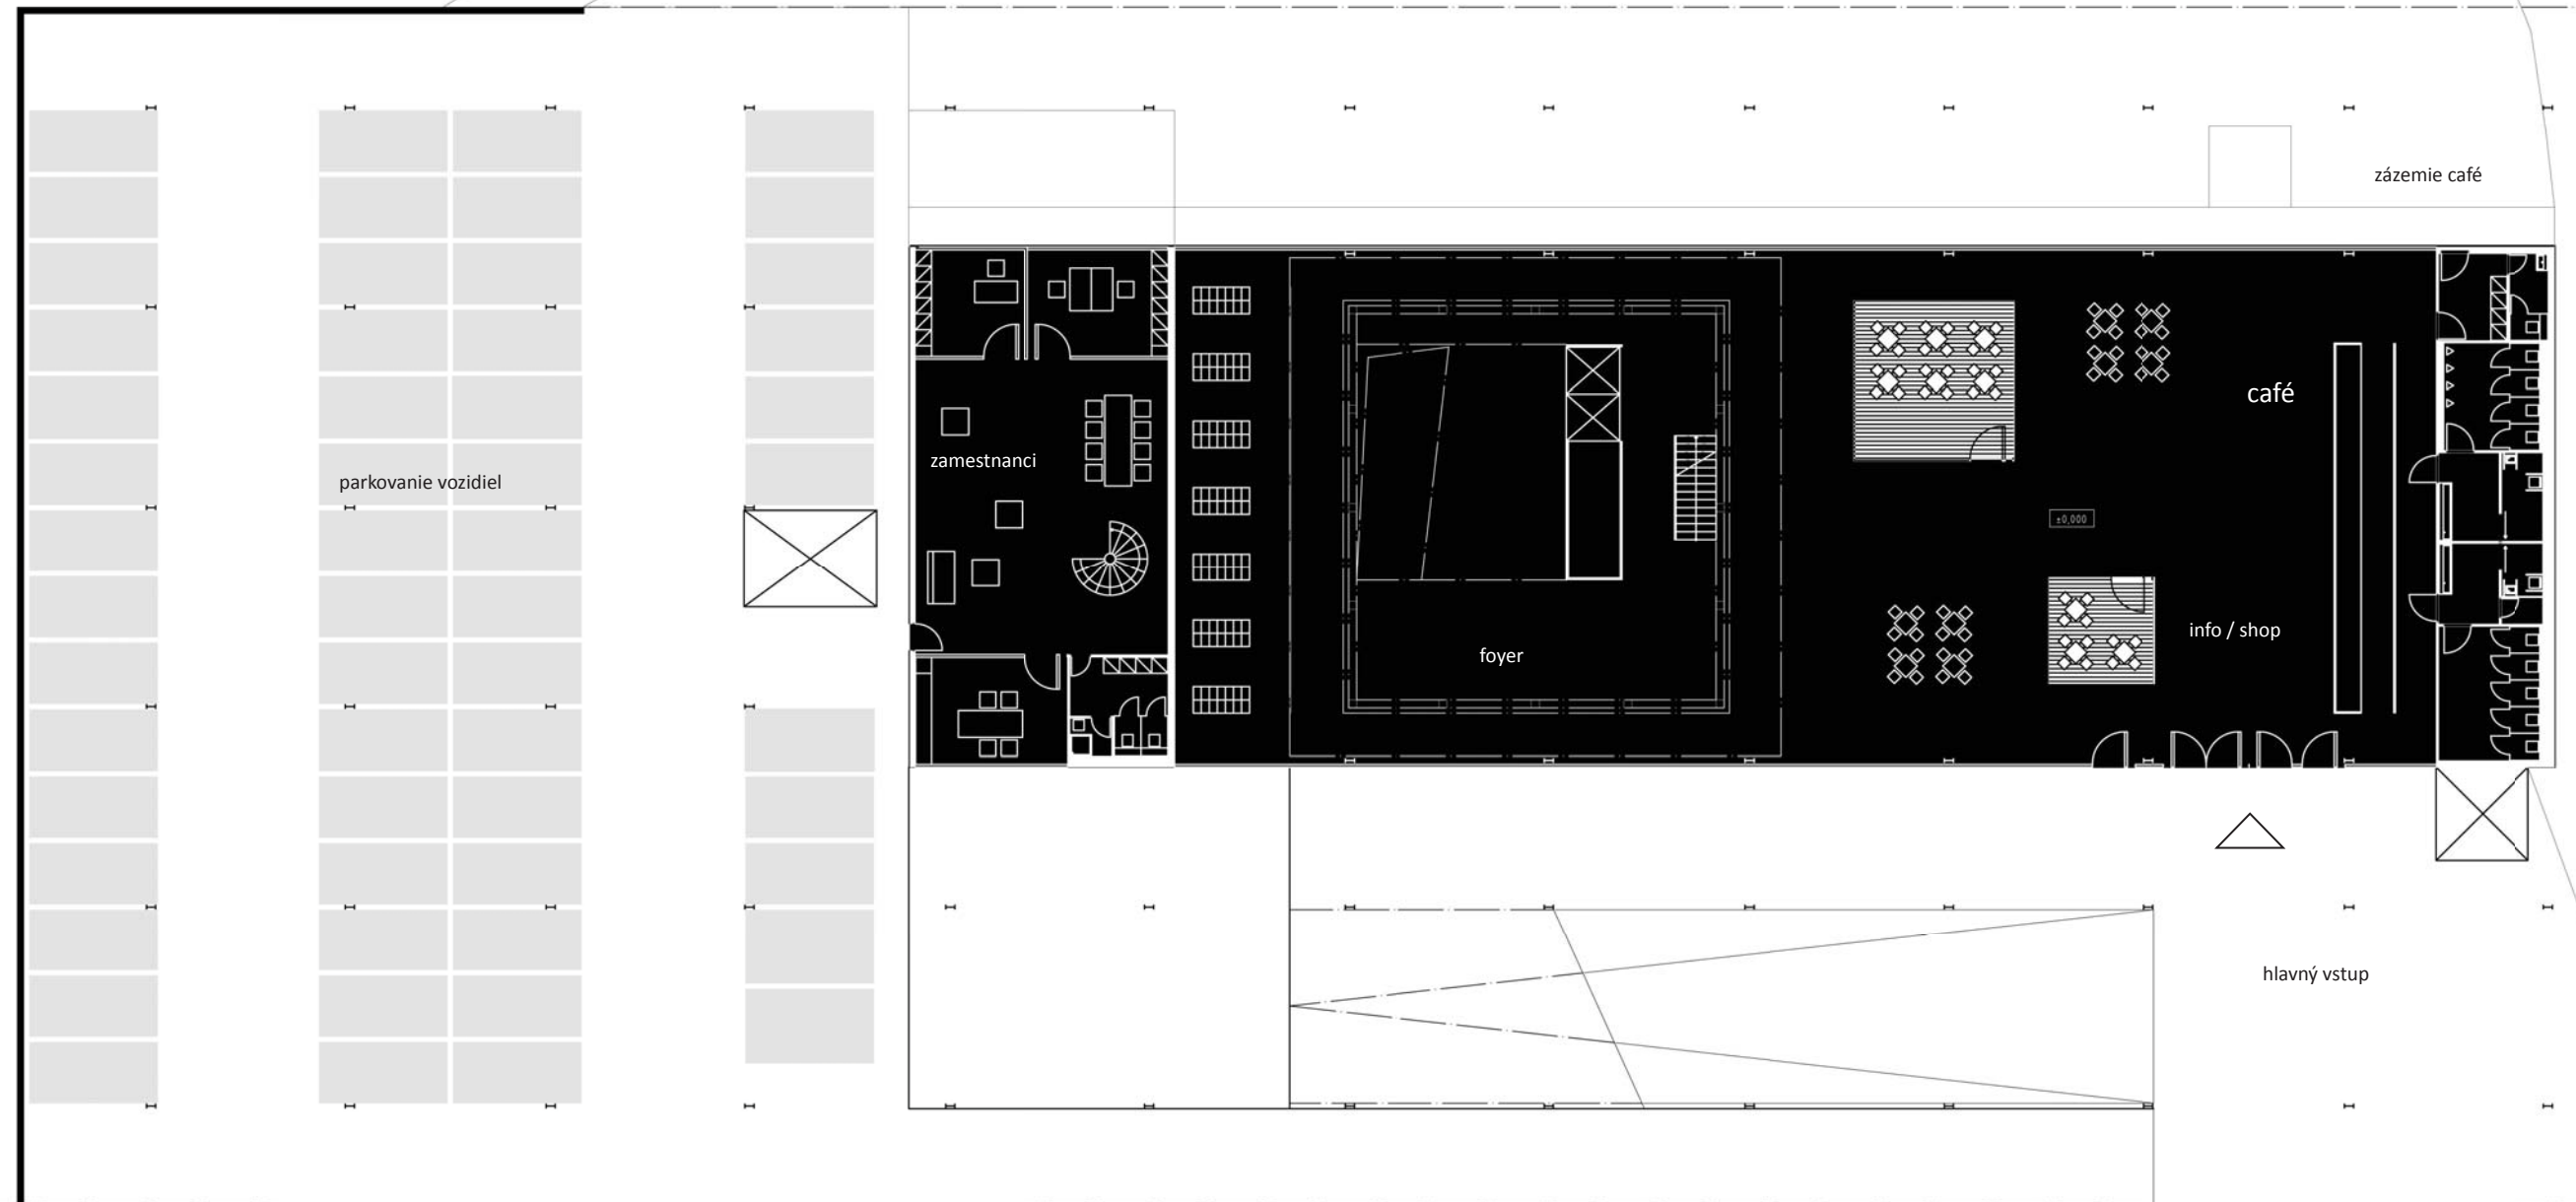 zázemie café
café
zamestnanci
parkovanie vozidiel
±0,000
info / shop
foyer
hlavný vstup